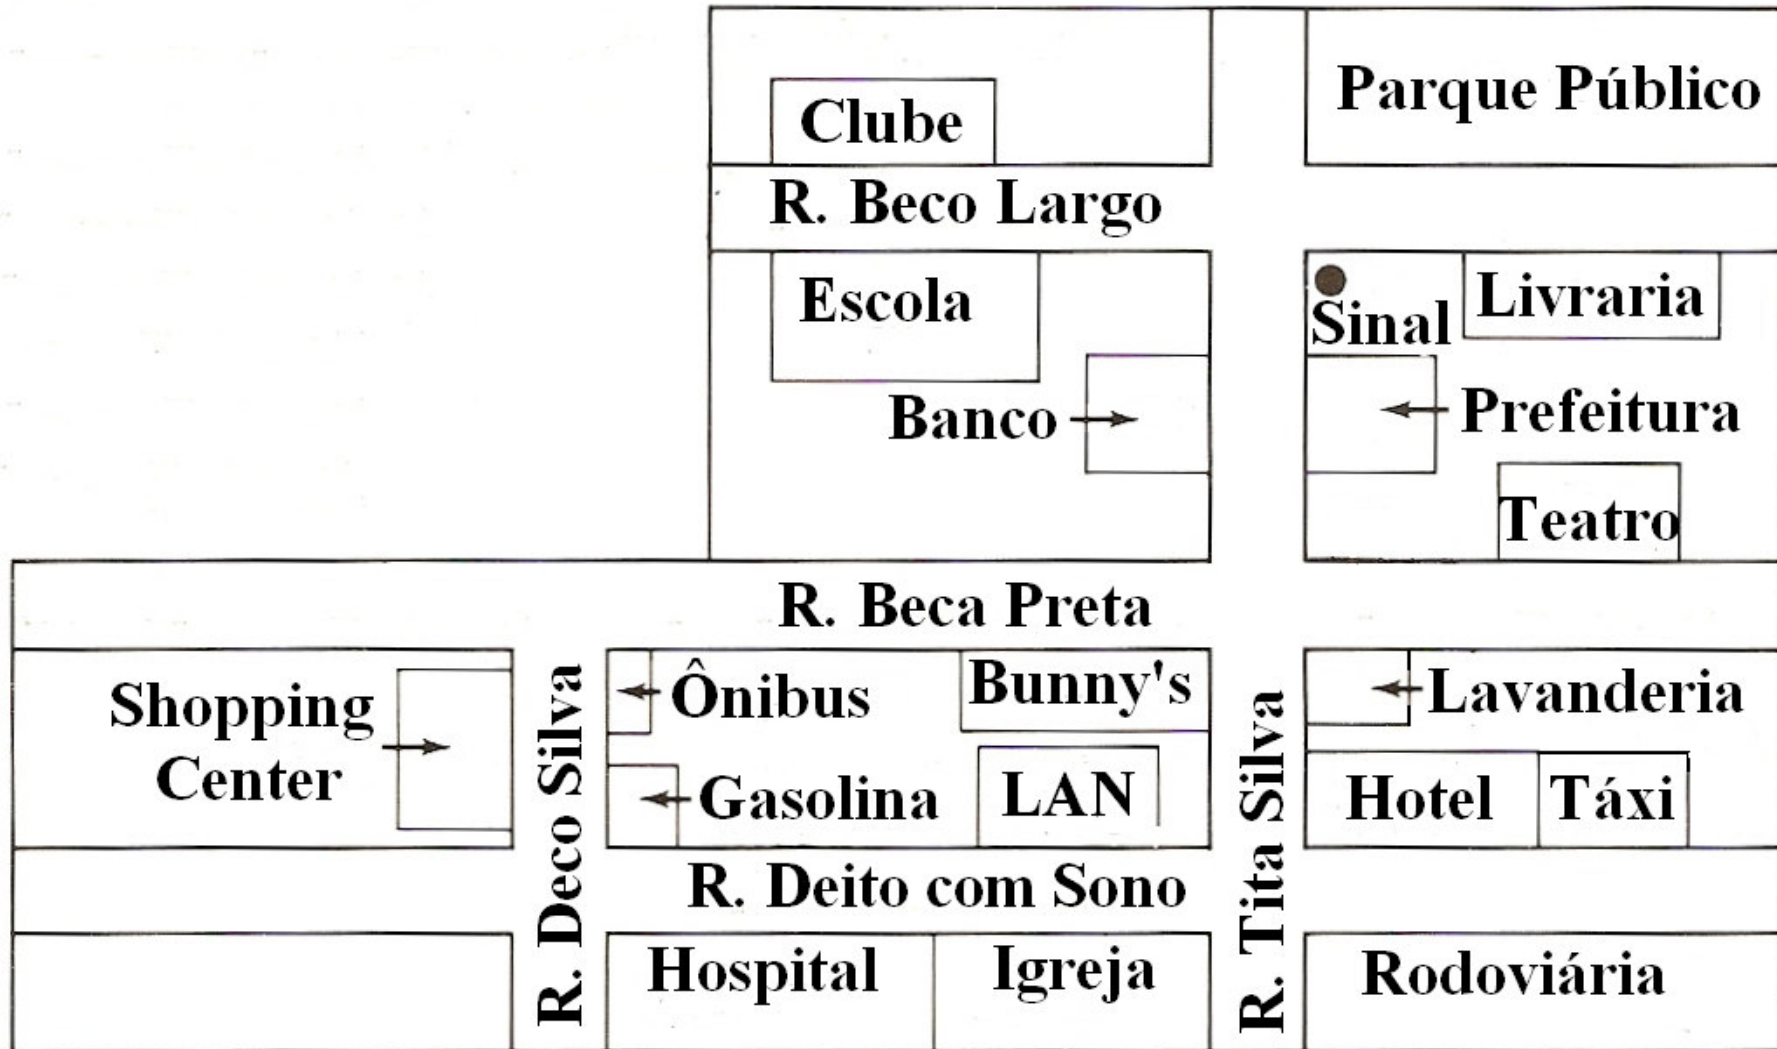 Clube
Parque Público
R. Beco Largo
Escola
Sinal
Livraria
Banco
Prefeitura
Teatro
R. Beca Preta
Shopping
Center
R. Deco Silva
Ônibus
Bunny's
Gasolina
LAN
R. Tita Silva
Lavanderia
Hotel
Táxi
R. Deito com Sono
Hospital
Igreja
Rodoviária